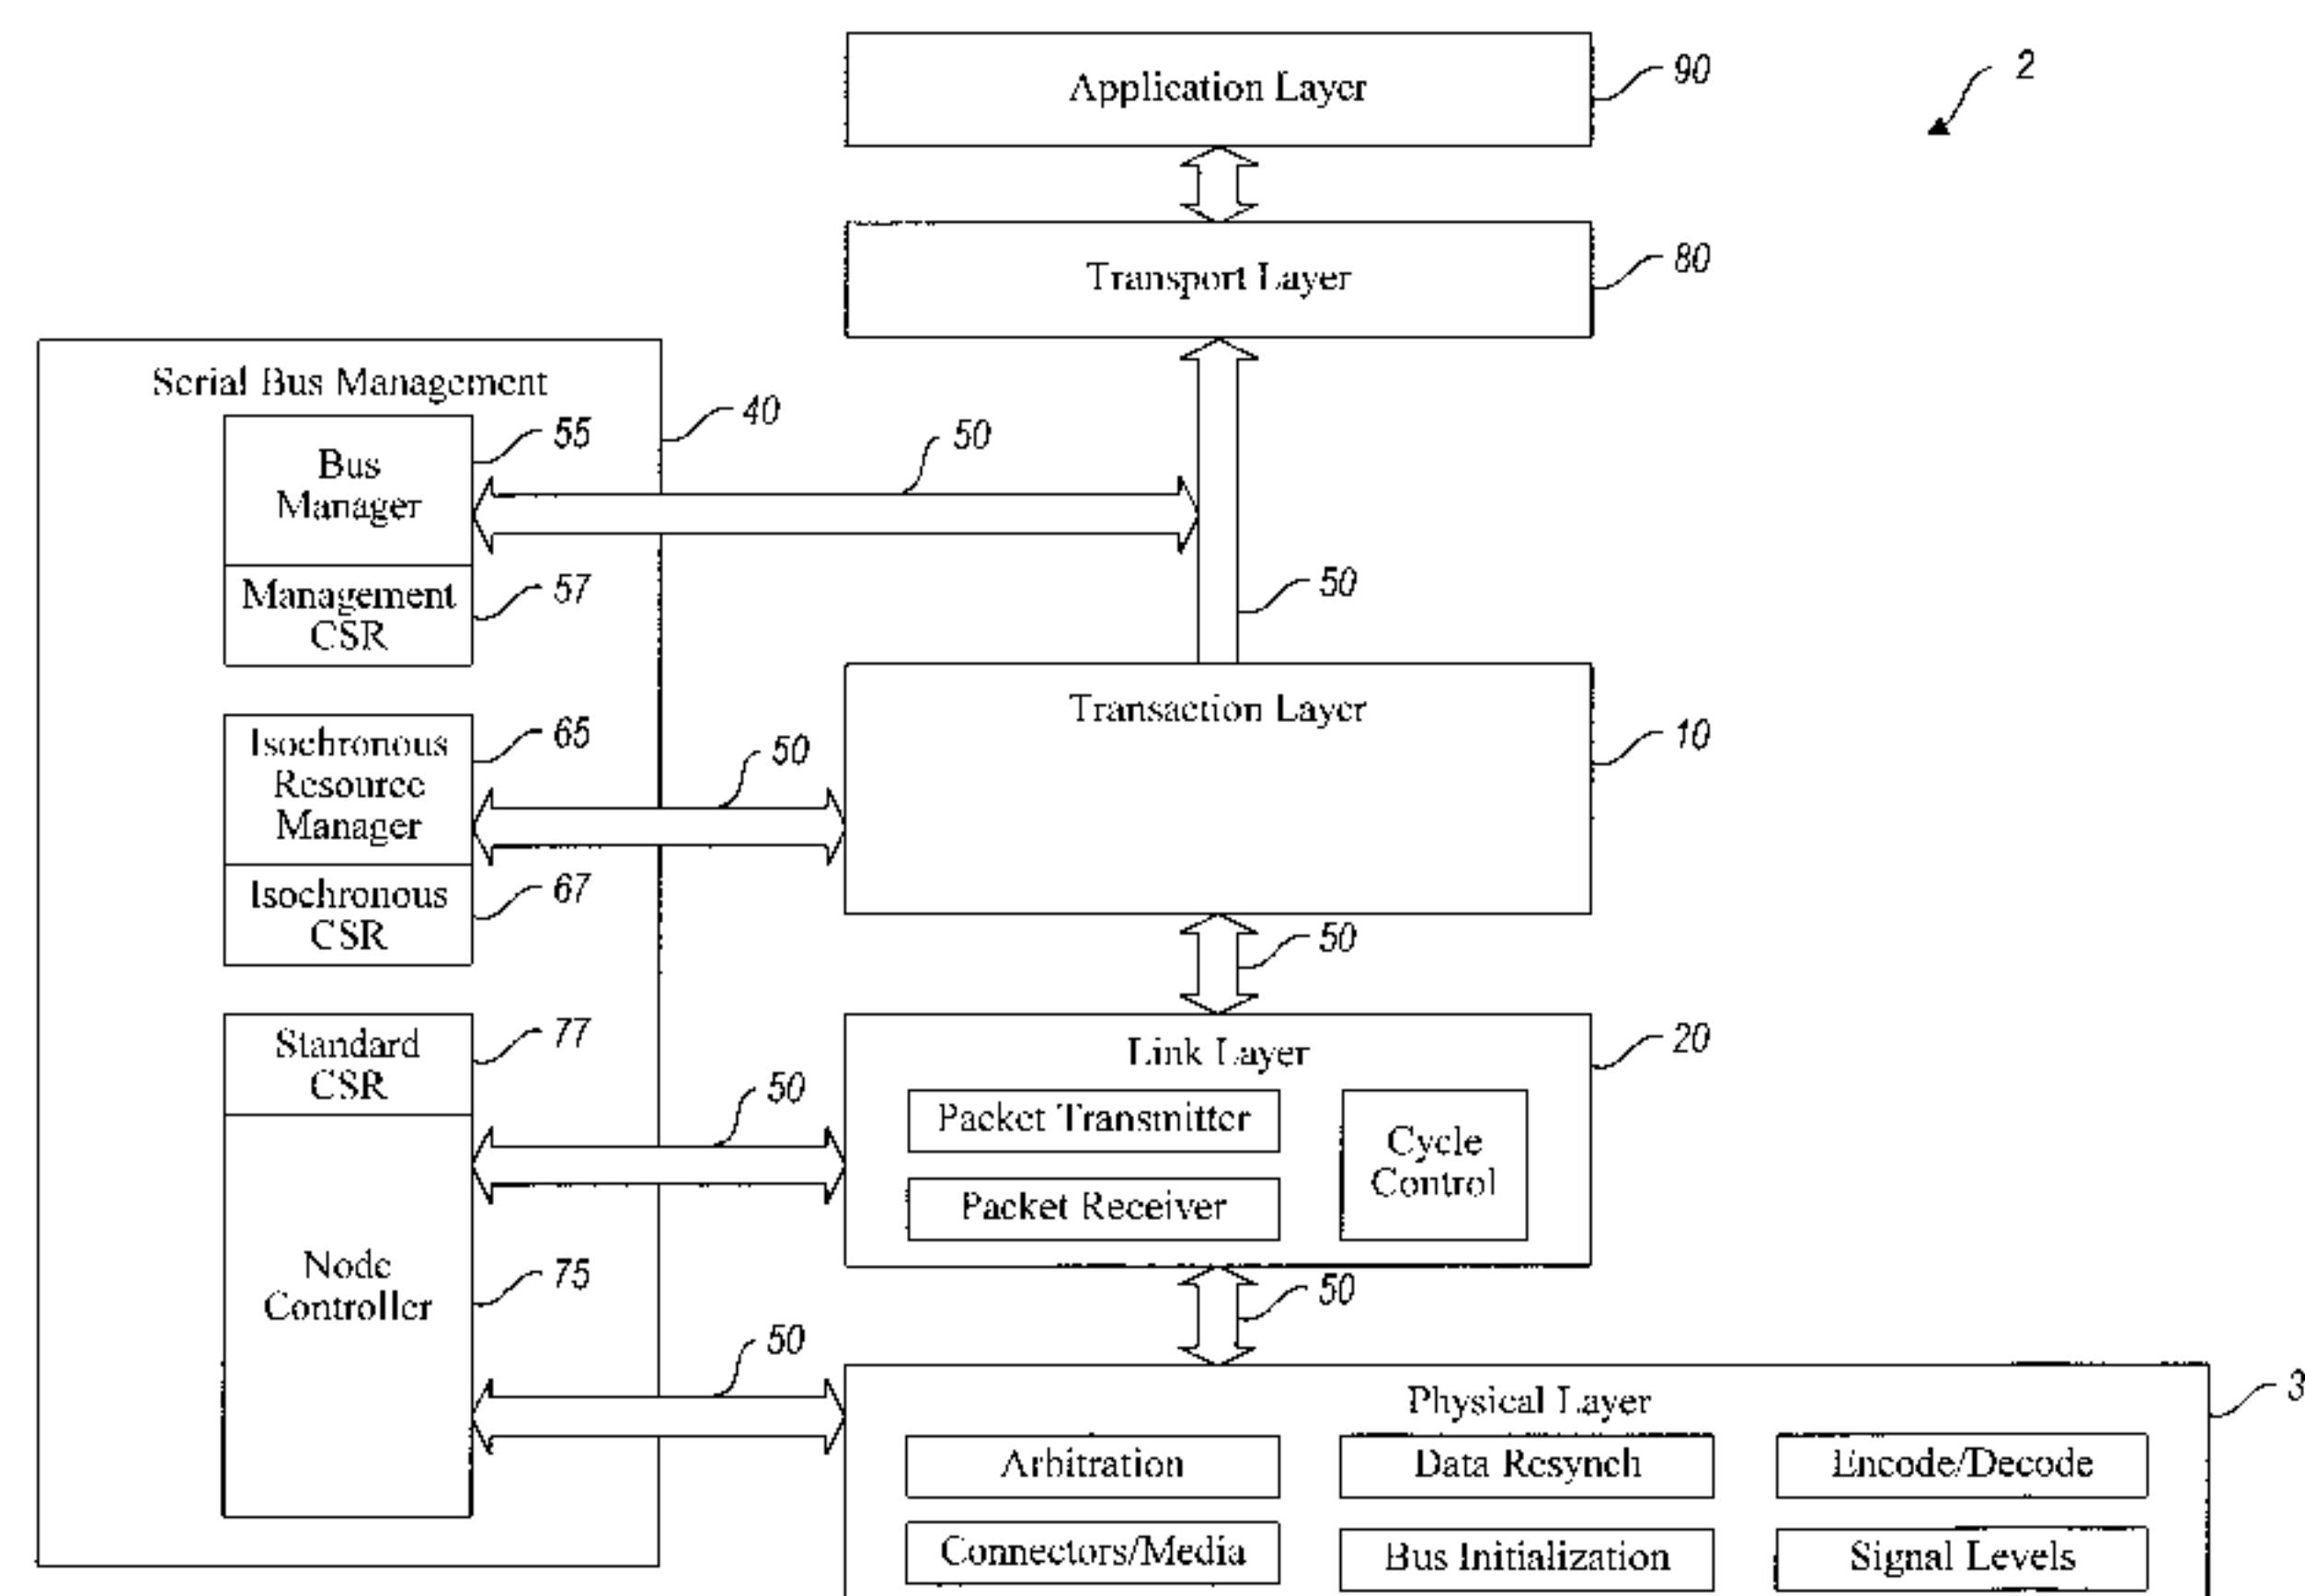 Application Layer
90
2
Transport Layer
80
Serial Bus Management
40
Bus
Manager
55
50
Management
CSR
57
50
Transaction Layer
10
Isochronous
Resource
Manager
65
50
Isochronous
CSR
67
50
Standard
CSR
77
Link Layer
20
Packet Transmitter
Packet Receiver
Cycle
Control
50
Node
Controller
75
50
50
Physical Layer
3
Arbitration
Data Resynch
Encode/Decode
Connectors/Media
Bus Initialization
Signal Levels